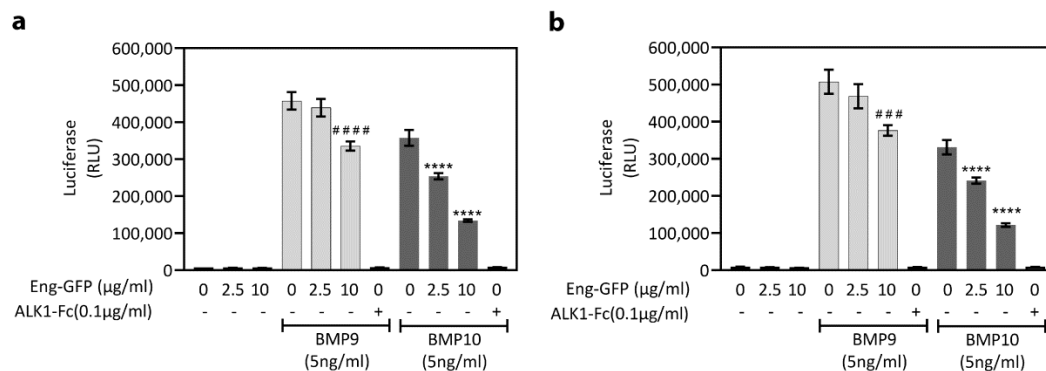 a
600,000
500,000
400,000
300,000
200,000
100,000
0
Luciferase
(RLU)
####
****
****
Eng-GFP (µg/ml) 0 2.5 10 0 2.5 10 0 0 2.5 10 0
ALK1-Fc(0.1µg/ml) - - - - - - + - - - +
BMP9 BMP10
(5ng/ml) (5ng/ml)
b
600,000
500,000
400,000
300,000
200,000
100,000
0
Luciferase
(RLU)
###
****
****
Eng-GFP (µg/ml) 0 2.5 10 0 2.5 10 0 0 2.5 10 0
ALK1-Fc(0.1µg/ml) - - - - - - + - - - +
BMP9 BMP10
(5ng/ml) (5ng/ml)